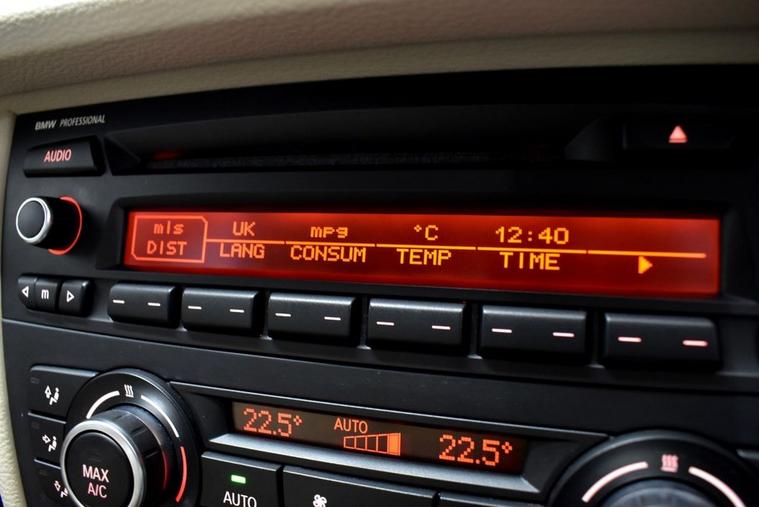 BMW PROFESSIONAL
AUDIO
mls UK mpg °C 12:40
DIST LANG CONSUM TEMP TIME
m
22.5° AUTO 22.5°
MAX
A/C
AUTO